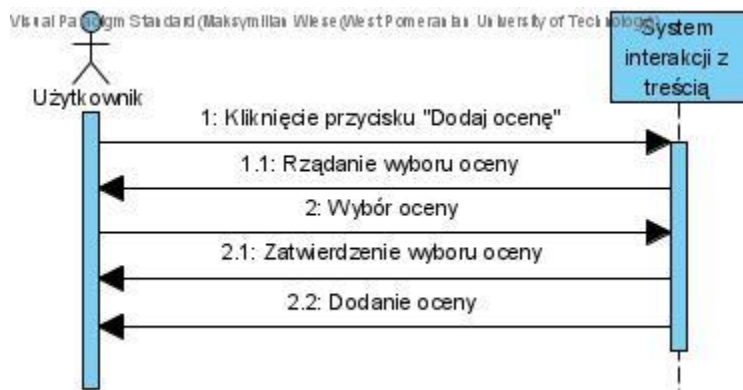 Visual Paradigm Standard(Maksymilian Wiese(West Pomeranian University of Technology))
System
interakcji z
treścią
Użytkownik
1: Kliknięcie przycisku "Dodaj ocenę"
1.1: Rządanie wyboru oceny
2: Wybór oceny
2.1: Zatwierdzenie wyboru oceny
2.2: Dodanie oceny